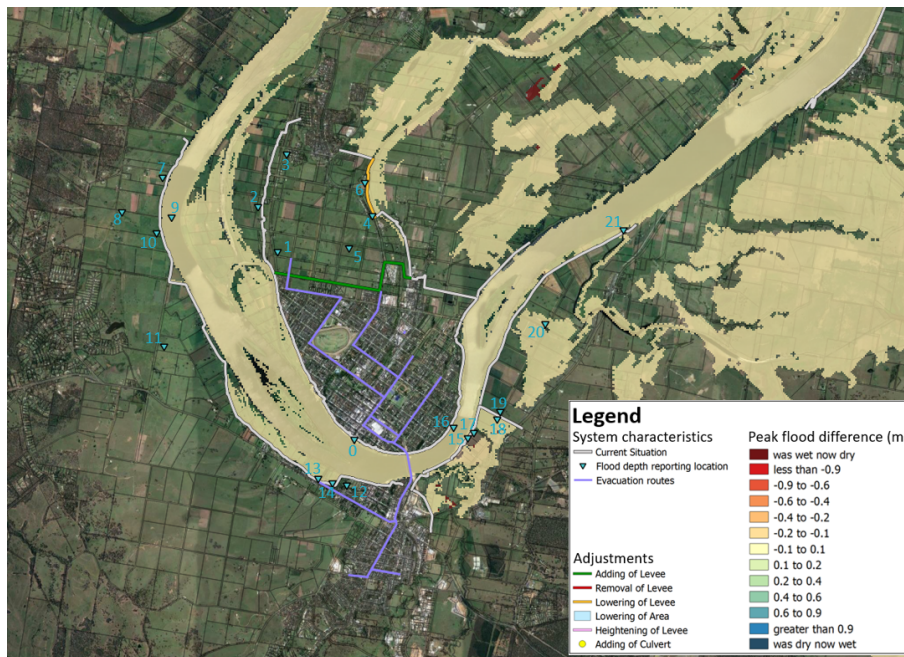 3
7
6
2
8
9
4
10
21
1
5
20
11
19
16
17
18
15
0
13
14
12
Legend
System characteristics
Current Situation
Flood depth reporting location
Evacuation routes
Adjustments
Adding of Levee
Removal of Levee
Lowering of Levee
Lowering of Area
Heightening of Levee
Adding of Culvert
Peak flood difference (m
was wet now dry
less than -0.9
-0.9 to -0.6
-0.6 to -0.4
-0.4 to -0.2
-0.2 to -0.1
-0.1 to 0.1
0.1 to 0.2
0.2 to 0.4
0.4 to 0.6
0.6 to 0.9
greater than 0.9
was dry now wet